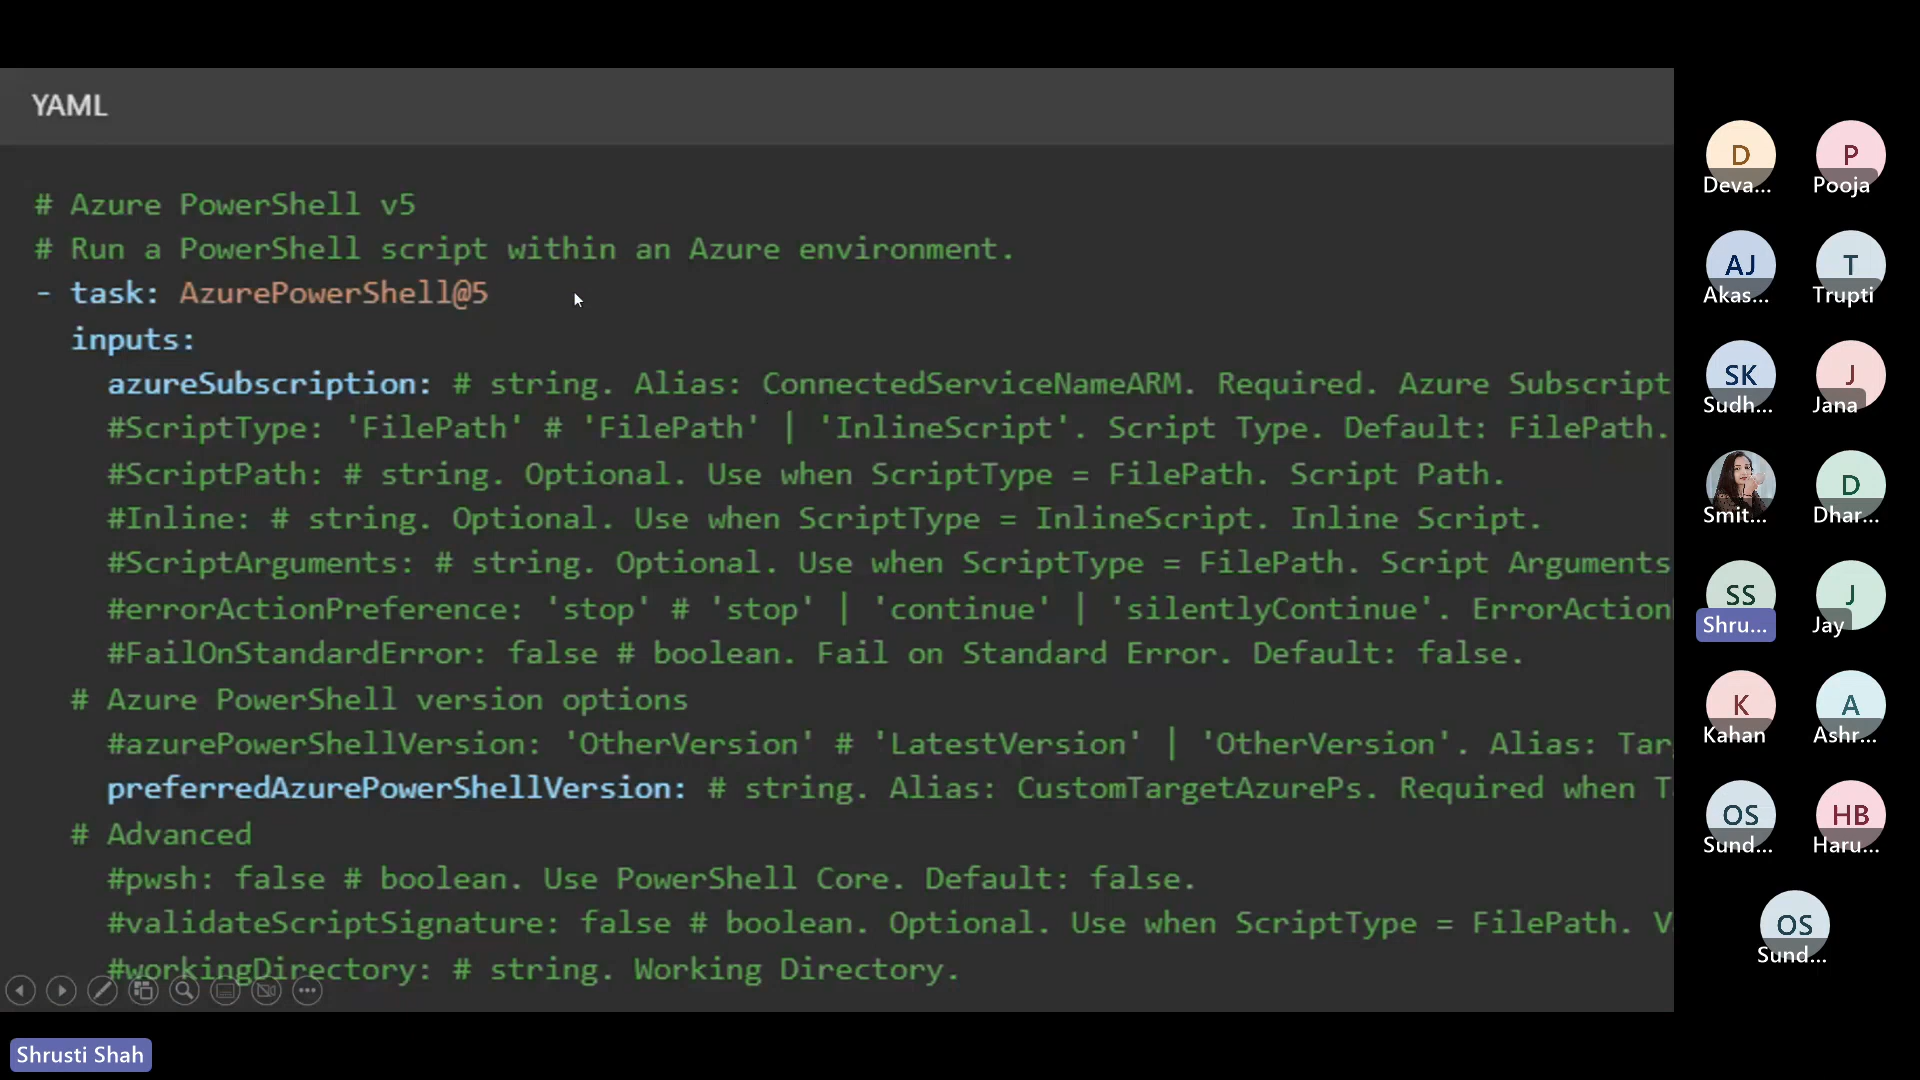 YAML
# Azure PowerShell v5
# Run a PowerShell script within an Azure environment.
- task: AzurePowerShell@5
inputs:
azureSubscription: # string. Alias: ConnectedServiceNameARM. Required. Azure Subscript
#ScriptType: 'FilePath' # 'FilePath' | 'InlineScript'. Script Type. Default: FilePath.
#ScriptPath: # string. Optional. Use when ScriptType = FilePath. Script Path.
#Inline: # string. Optional. Use when ScriptType = InlineScript. Inline Script.
#ScriptArguments: # string. Optional. Use when ScriptType = FilePath. Script Arguments
#errorActionPreference: 'stop' # 'stop' | 'continue' | 'silentlyContinue'. ErrorAction
#FailOnStandardError: false # boolean. Fail on Standard Error. Default: false.
# Azure PowerShell version options
#azurePowerShellVersion: 'OtherVersion' # 'LatestVersion' | 'OtherVersion'. Alias: Tar
preferredAzurePowerShellVersion: # string. Alias: CustomTargetAzurePs. Required when T
# Advanced
#pwsh: false # boolean. Use PowerShell Core. Default: false.
#validateScriptSignature: false # boolean. Optional. Use when ScriptType = FilePath. V
#workingDirectory: # string. Working Directory.
Shrusti Shah
D P
Deva... Pooja
AJ T
Akas... Trupti
SK J
Sudh... Jana
D
Smit... Dhar...
SS J
Shru... Jay
K A
Kahan Ashr...
OS HB
Sund... Haru...
OS
Sund...